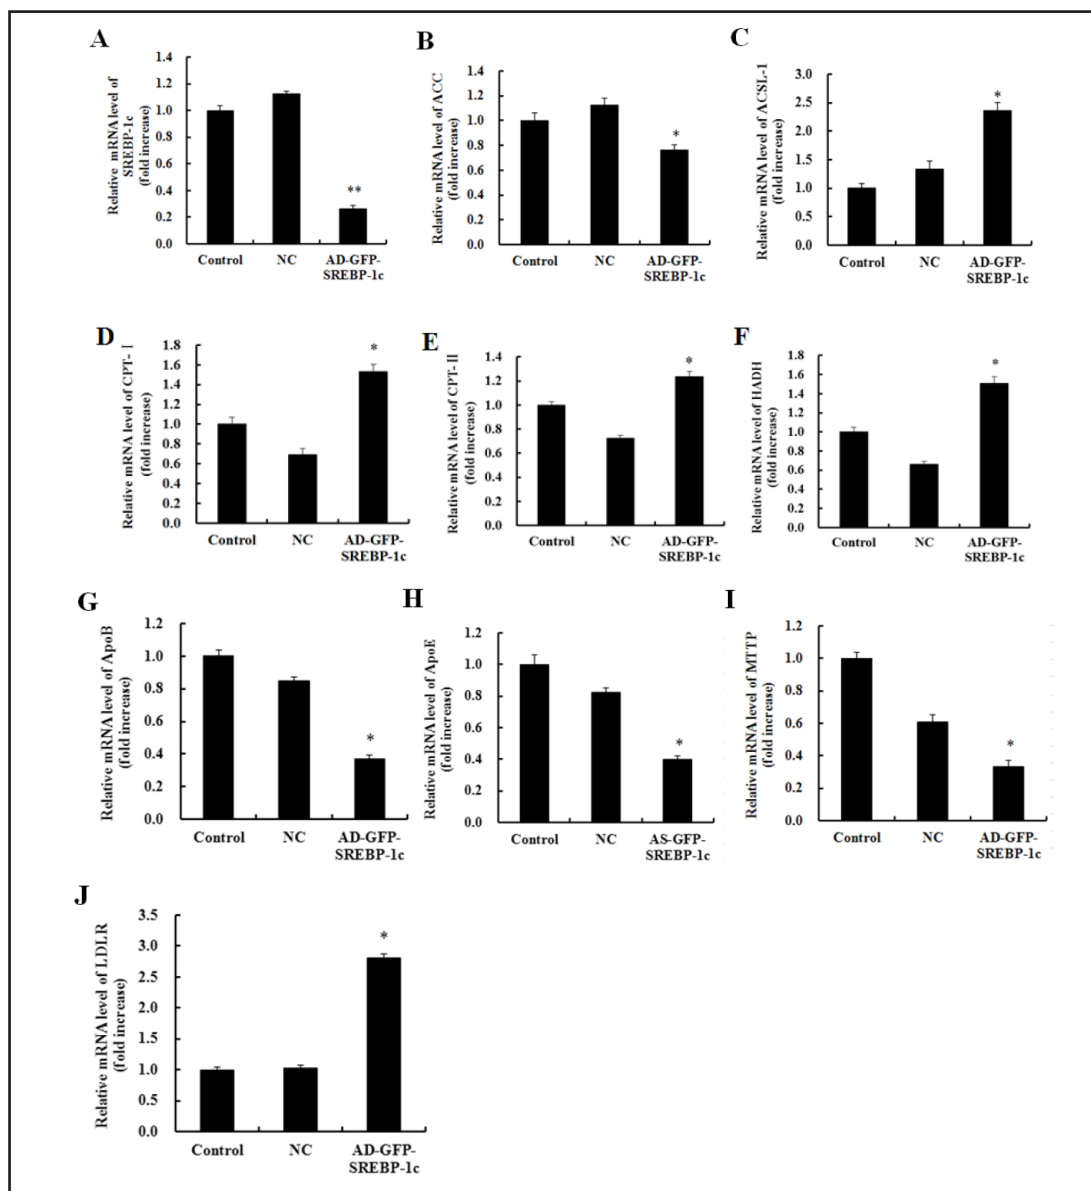 A
Relative mRNA level of
SREBP-1c
(fold increase)
1.4
1.2
1.0
0.8
0.6
0.4
0.2
0.0
**
Control
NC
AD-GFP-
SREBP-1c
B
Relative mRNA level of ACC
(fold increase)
1.4
1.2
1.0
0.8
0.6
0.4
0.2
0.0
*
Control
NC
AD-GFP-
SREBP-1c
C
Relative mRNA level of ACSL-1
(fold increase)
3.0
2.5
2.0
1.5
1.0
0.5
0.0
*
Control
NC
AD-GFP-
SREBP-1c
D
Relative mRNA level of CPT- I
(fold increase)
1.8
1.6
1.4
1.2
1.0
0.8
0.6
0.4
0.2
0.0
*
Control
NC
AD-GFP-
SREBP-1c
E
Relative mRNA level of CPT-II
(fold increase)
1.4
1.2
1.0
0.8
0.6
0.4
0.2
0.0
*
Control
NC
AD-GFP-
SREBP-1c
F
Relative mRNA level of HADH
(fold increase)
1.8
1.6
1.4
1.2
1.0
0.8
0.6
0.4
0.2
0.0
*
Control
NC
AD-GFP-
SREBP-1c
G
Relative mRNA level of ApoB
(fold increase)
1.2
1.0
0.8
0.6
0.4
0.2
0.0
*
Control
NC
AD-GFP-
SREBP-1c
H
Relative mRNA level of ApoE
(fold increase)
1.2
1.0
0.8
0.6
0.4
0.2
0.0
*
Control
NC
AS-GFP-
SREBP-1c
I
Relative mRNA level of MTTP
(fold increase)
1.2
1.0
0.8
0.6
0.4
0.2
0.0
*
Control
NC
AD-GFP-
SREBP-1c
J
Relative mRNA level of LDLR
(fold increase)
3.5
3.0
2.5
2.0
1.5
1.0
0.5
0.0
*
Control
NC
AD-GFP-
SREBP-1c